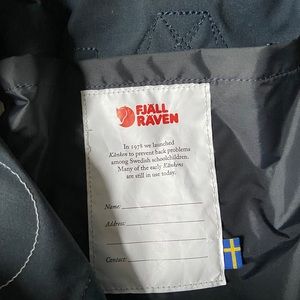 FJÄLL
RÄVEN
In 1978 we launched
Kånken to prevent back problems
among Swedish schoolchildren.
Many of the early Kånkens
are still in use today.
Name:
Address:
Contact: